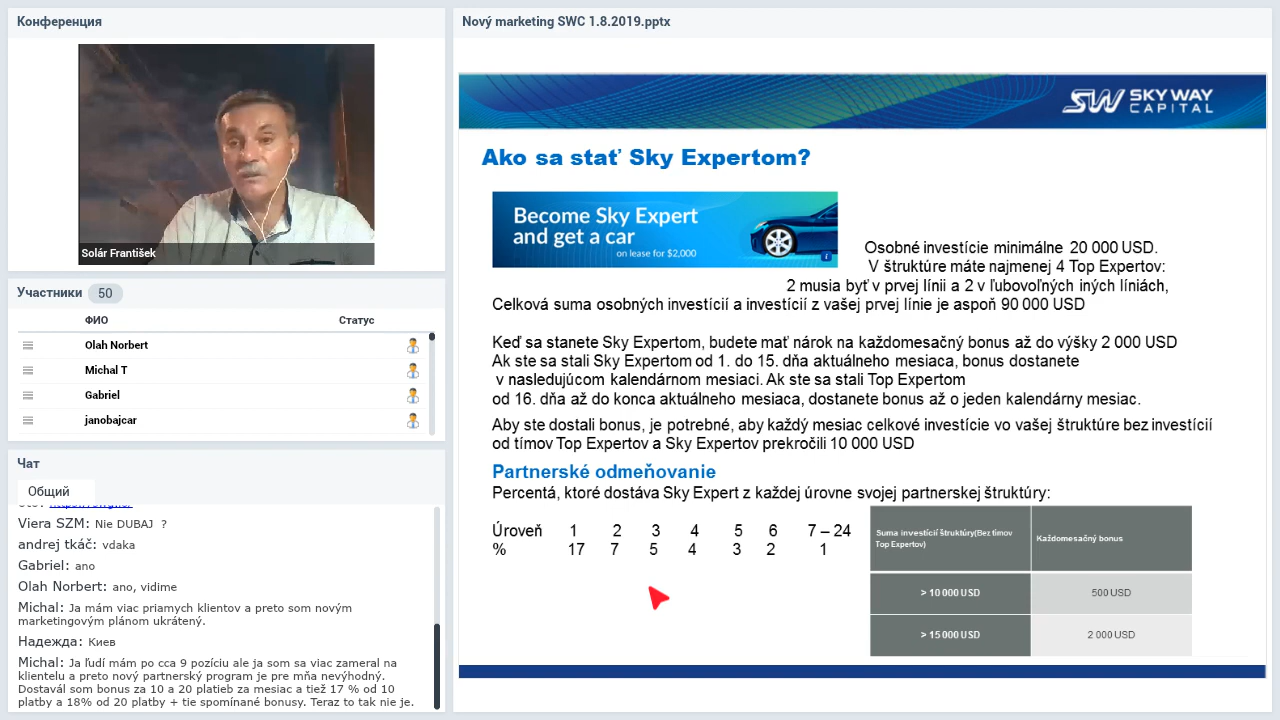 Конференция
Solár František
Участники 50
ФИО Статус
Olah Norbert
Michal T
Gabriel
janobajcar
Чат
Общий
Viera SZM: Nie DUBAJ ?
andrej tkáč: vdaka
Gabriel: ano
Olah Norbert: ano, vidime
Michal: Ja mám viac priamych klientov a preto som novým
marketingovým plánom ukrátený.
Надежда: Киев
Michal: Ja ľudí mám po cca 9 pozíciu ale ja som sa viac zameral na
klientelu a preto nový partnerský program je pre mňa nevýhodný.
Dostával som bonus za 10 a 20 platieb za mesiac a tiež 17 % od 10
platby a 18% od 20 platby + tie spomínané bonusy. Teraz to tak nie je.
Nový marketing SWC 1.8.2019.pptx
SW SKY WAY
CAPITAL
Ako sa stať Sky Expertom?
Become Sky Expert
and get a car
on lease for $2,000
i
Osobné investície minimálne 20 000 USD.
V štruktúre máte najmenej 4 Top Expertov:
2 musia byť v prvej línii a 2 v ľubovoľných iných líniách,
Celková suma osobných investícií a investícií z vašej prvej línie je aspoň 90 000 USD
Keď sa stanete Sky Expertom, budete mať nárok na každomesačný bonus až do výšky 2 000 USD
Ak ste sa stali Sky Expertom od 1. do 15. dňa aktuálneho mesiaca, bonus dostanete
v nasledujúcom kalendárnom mesiaci. Ak ste sa stali Top Expertom
od 16. dňa až do konca aktuálneho mesiaca, dostanete bonus až o jeden kalendárny mesiac.
Aby ste dostali bonus, je potrebné, aby každý mesiac celkové investície vo vašej štruktúre bez investícií
od tímov Top Expertov a Sky Expertov prekročili 10 000 USD
Partnerské odmeňovanie
Percentá, ktoré dostáva Sky Expert z každej úrovne svojej partnerskej štruktúry:
Úroveň 1 2 3 4 5 6 7 – 24
% 17 7 5 4 3 2 1
Suma investícií štruktúry(Bez tímov
Top Expertov)
Každomesačný bonus
> 10 000 USD 500 USD
> 15 000 USD 2 000 USD